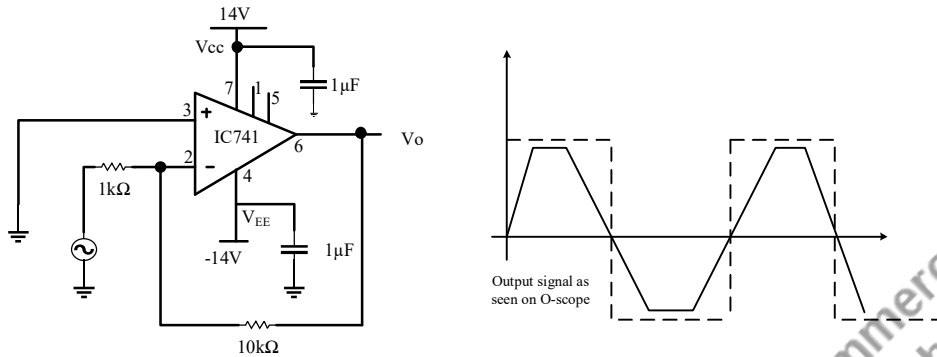 14V
Vcc
1µF
7
1
5
3
+
IC741
6
Vo
2
-
1kΩ
4
V_EE
-14V
1µF
10kΩ
Output signal as
seen on O-scope